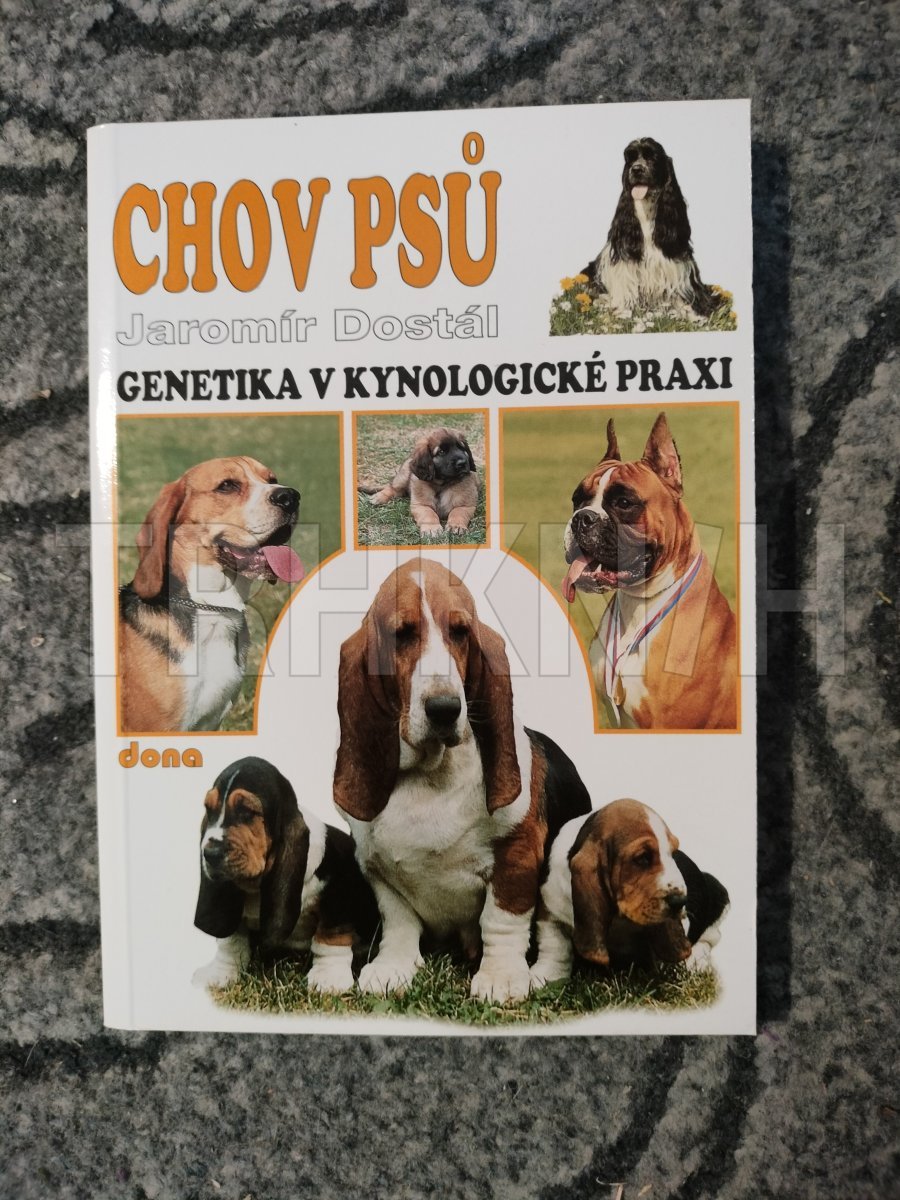 CHOV PSŮ
Jaromír Dostál
GENETIKA V KYNOLOGICKÉ PRAXI
dona